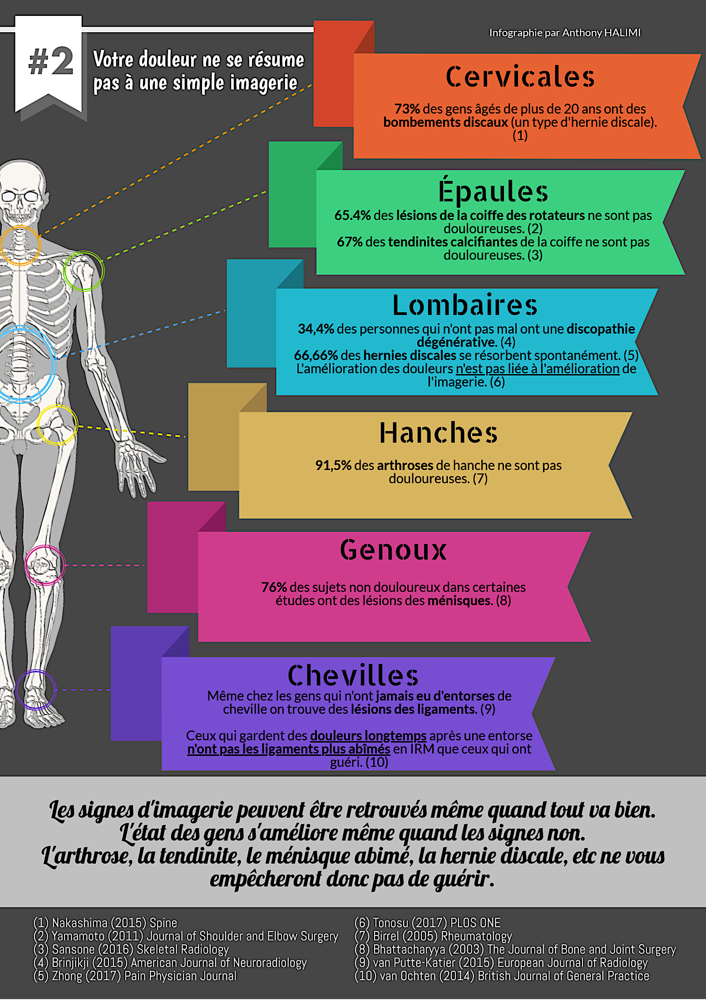 #2
Votre douleur ne se résume
pas à une simple imagerie
Infographie par Anthony HALIMI
Cervicales
73% des gens âgés de plus de 20 ans ont des
bombements discaux (un type d'hernie discale).
(1)
Épaules
65.4% des lésions de la coiffe des rotateurs ne sont pas
douloureuses. (2)
67% des tendinites calcifiantes de la coiffe ne sont pas
douloureuses. (3)
Lombaires
34,4% des personnes qui n'ont pas mal ont une discopathie
dégénérative. (4)
66,66% des hernies discales se résorbent spontanément. (5)
L'amélioration des douleurs n'est pas liée à l'amélioration de
l'imagerie. (6)
Hanches
91,5% des arthroses de hanche ne sont pas
douloureuses. (7)
Genoux
76% des sujets non douloureux dans certaines
études ont des lésions des ménisques. (8)
Chevilles
Même chez les gens qui n'ont jamais eu d'entorses de
cheville on trouve des lésions des ligaments. (9)
Ceux qui gardent des douleurs longtemps après une entorse
n'ont pas les ligaments plus abîmés en IRM que ceux qui ont
guéri. (10)
Les signes d'imagerie peuvent être retrouvés même quand tout va bien.
L'état des gens s'améliore même quand les signes non.
L'arthrose, la tendinite, le ménisque abimé, la hernie discale, etc ne vous
empêcheront donc pas de guérir.
(1) Nakashima (2015) Spine
(2) Yamamoto (2011) Journal of Shoulder and Elbow Surgery
(3) Sansone (2016) Skeletal Radiology
(4) Brinjikji (2015) American Journal of Neuroradiology
(5) Zhong (2017) Pain Physician Journal
(6) Tonosu (2017) PLOS ONE
(7) Birrel (2005) Rheumatology
(8) Bhattacharyya (2003) The Journal of Bone and Joint Surgery
(9) van Putte-Katier (2015) European Journal of Radiology
(10) van Ochten (2014) British Journal of General Practice